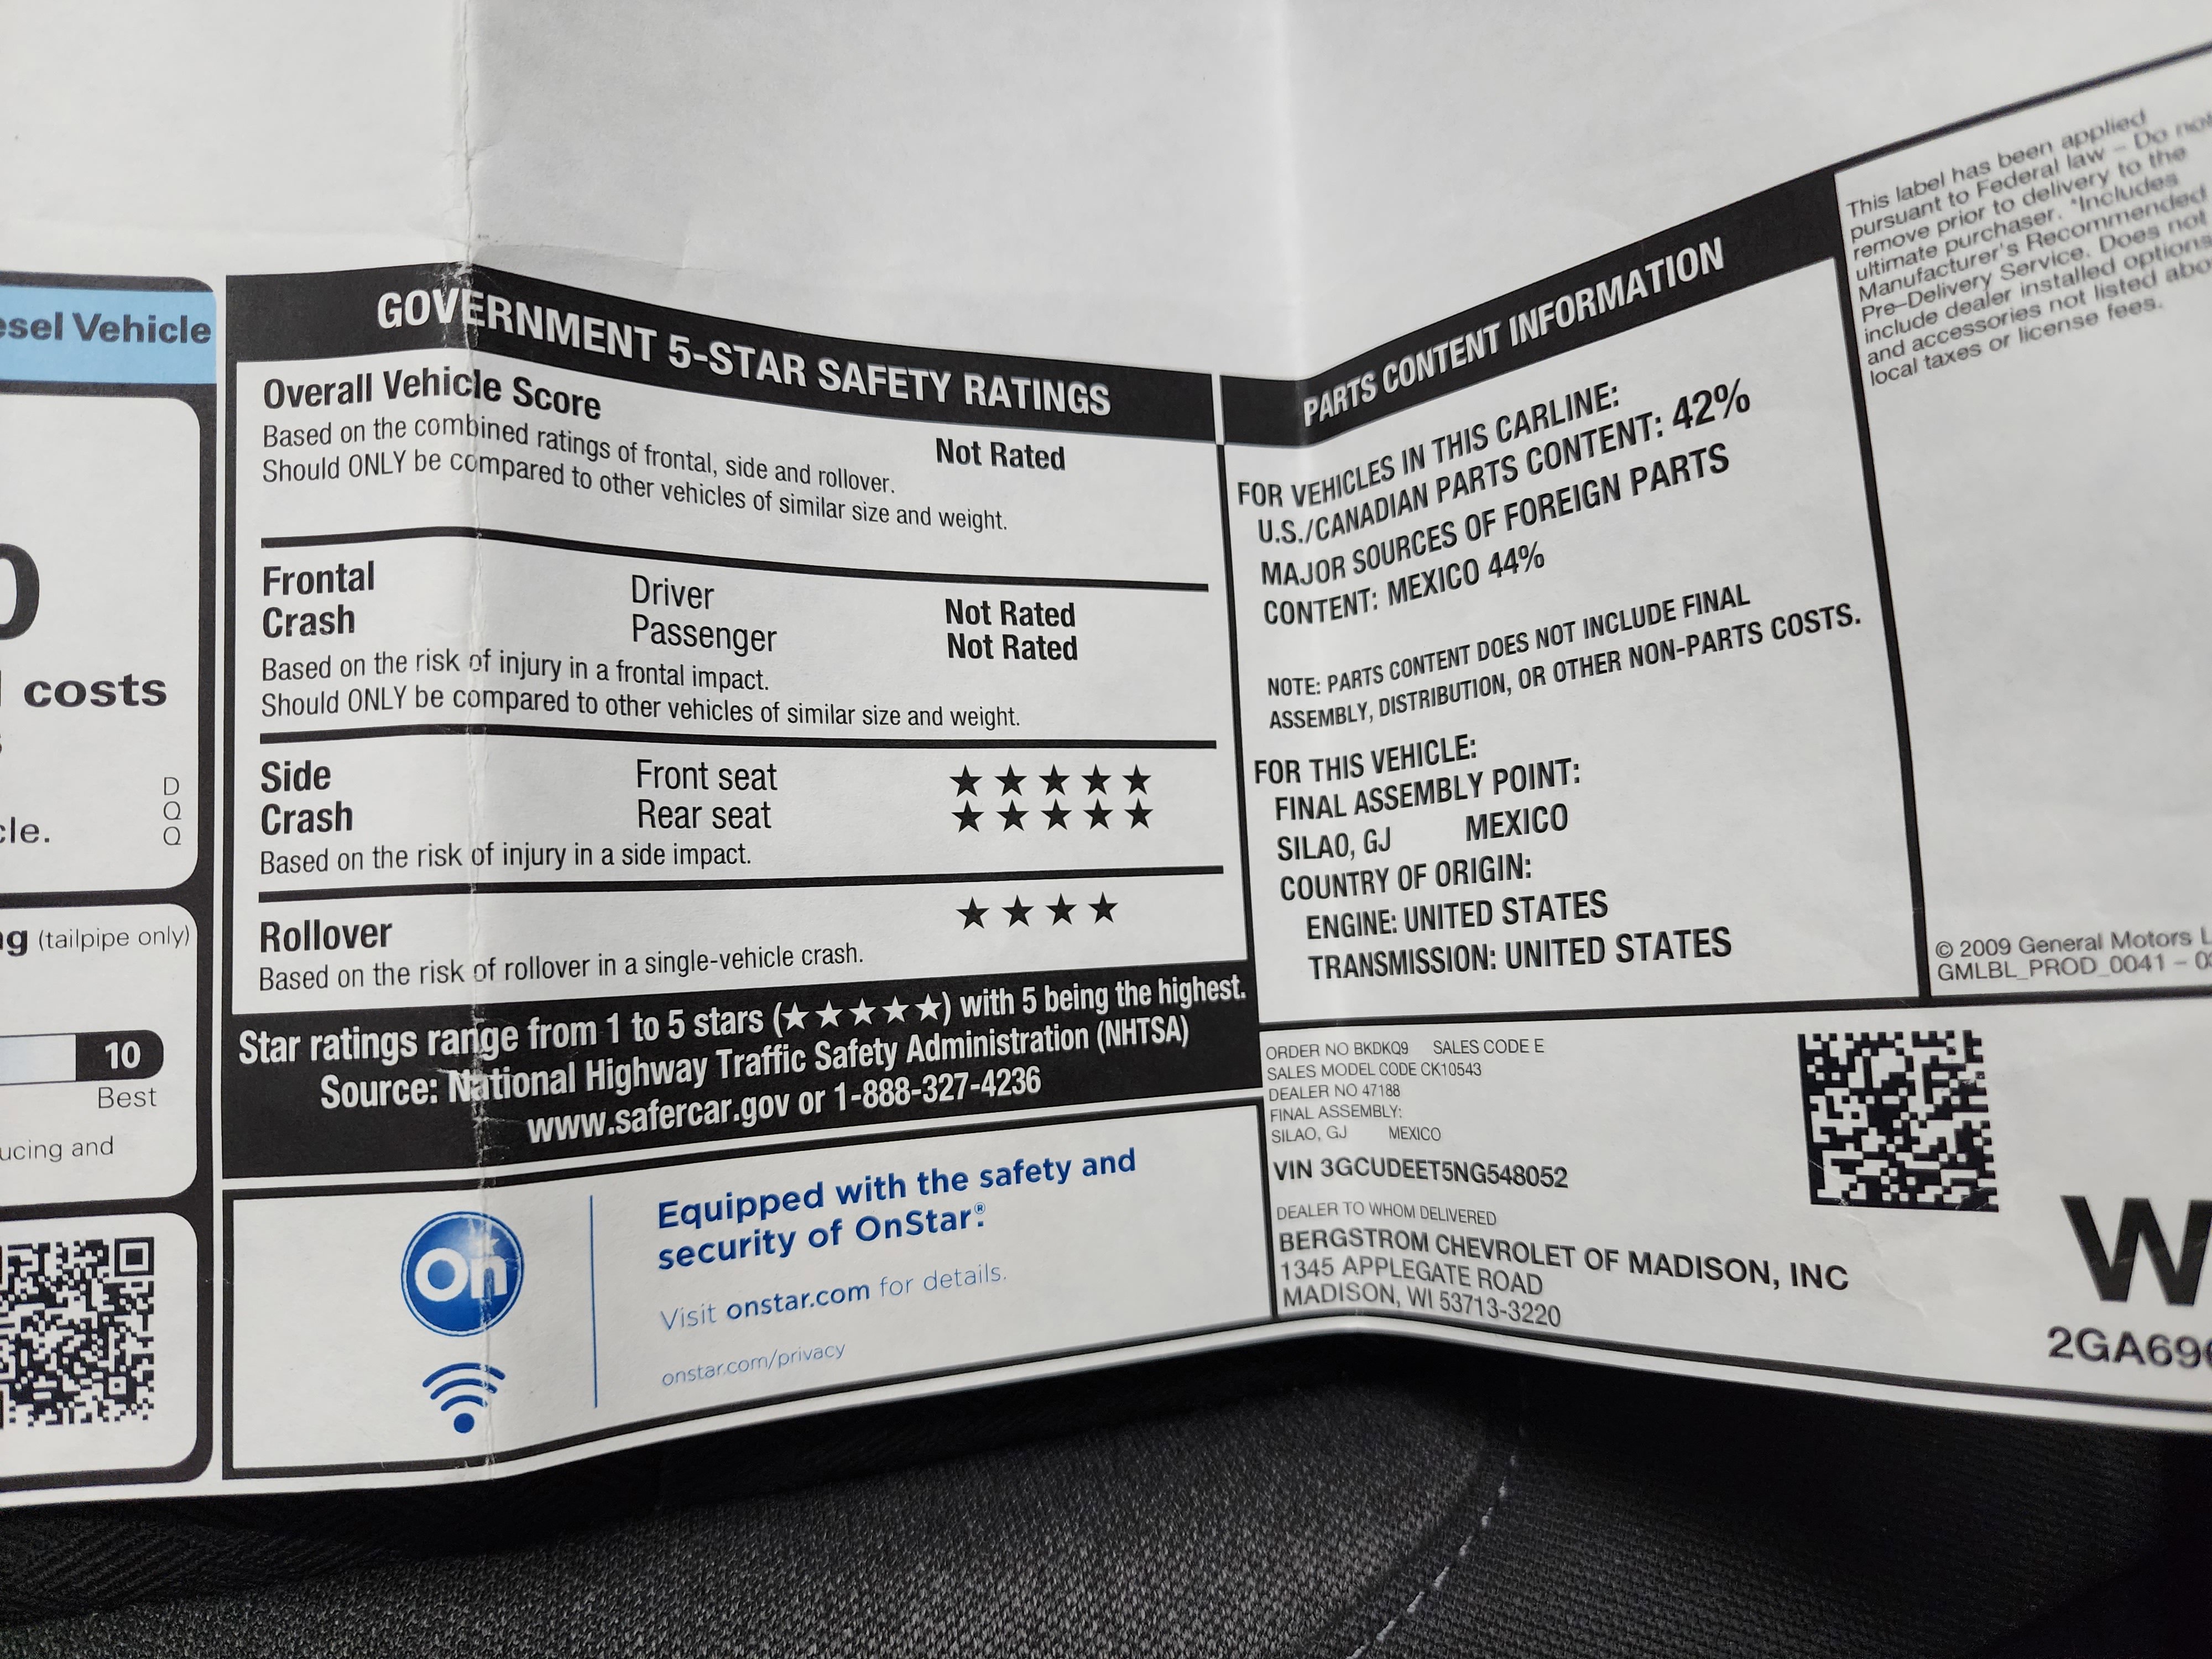 esel Vehicle
0
costs
D
Q
cle.
Q
ng (tailpipe only)
10
Best
ucing and
GOVERNMENT 5-STAR SAFETY RATINGS
Overall Vehicle Score
Based on the combined ratings of frontal, side and rollover.
Should ONLY be compared to other vehicles of similar size and weight.
Not Rated
Frontal
Crash
Driver
Passenger
Not Rated
Not Rated
Based on the risk of injury in a frontal impact.
Should ONLY be compared to other vehicles of similar size and weight.
Side
Crash
Front seat ★★★★★
Rear seat ★★★★★
Based on the risk of injury in a side impact.
Rollover ★★★★
Based on the risk of rollover in a single-vehicle crash.
Star ratings range from 1 to 5 stars (★★★★★) with 5 being the highest.
Source: National Highway Traffic Safety Administration (NHTSA)
www.safercar.gov or 1-888-327-4236
On
Equipped with the safety and
security of OnStar®.
Visit onstar.com for details.
onstar.com/privacy
PARTS CONTENT INFORMATION
FOR VEHICLES IN THIS CARLINE:
U.S./CANADIAN PARTS CONTENT: 42%
MAJOR SOURCES OF FOREIGN PARTS
CONTENT: MEXICO 44%
NOTE: PARTS CONTENT DOES NOT INCLUDE FINAL
ASSEMBLY, DISTRIBUTION, OR OTHER NON-PARTS COSTS.
FOR THIS VEHICLE:
FINAL ASSEMBLY POINT:
SILAO, GJ MEXICO
COUNTRY OF ORIGIN:
ENGINE: UNITED STATES
TRANSMISSION: UNITED STATES
This label has been applied
pursuant to Federal law – Do not
remove prior to delivery to the
ultimate purchaser. *Includes
Manufacturer's Recommended
Pre–Delivery Service. Does not
include dealer installed options
and accessories not listed abo
local taxes or license fees.
© 2009 General Motors L
GMLBL_PROD_0041 – 0
ORDER NO BKDKQ9 SALES CODE E
SALES MODEL CODE CK10543
DEALER NO 47188
FINAL ASSEMBLY:
SILAO, GJ MEXICO
VIN 3GCUDEET5NG548052
DEALER TO WHOM DELIVERED
BERGSTROM CHEVROLET OF MADISON, INC
1345 APPLEGATE ROAD
MADISON, WI 53713-3220
W
2GA69